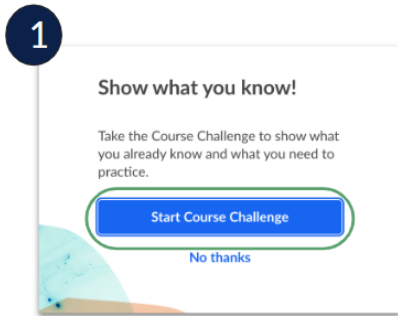 1
Show what you know!
Take the Course Challenge to show what
you already know and what you need to
practice.
Start Course Challenge
No thanks